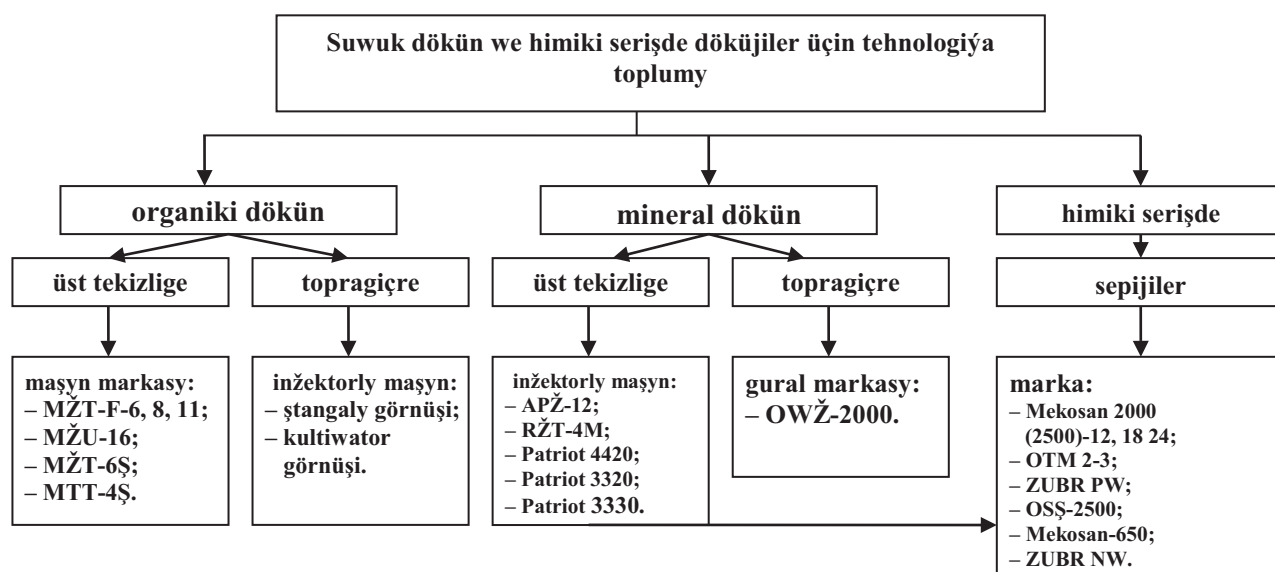 Suwuk dökün we himiki serişde döküjiler üçin tehnologiýa
toplumy
organiki dökün
mineral dökün
himiki serişde
üst tekizlige
topragiçre
üst tekizlige
topragiçre
sepijiler
maşyn markasy:
– MŽT-F-6, 8, 11;
– MŽU-16;
– MŽT-6Ş;
– MTT-4Ş.
inžektorly maşyn:
– ştangaly görnüşi;
– kultiwator
görnüşi.
inžektorly maşyn:
– APŽ-12;
– RŽT-4M;
– Patriot 4420;
– Patriot 3320;
– Patriot 3330.
gural markasy:
– OWŽ-2000.
marka:
– Mekosan 2000
(2500)-12, 18 24;
– OTM 2-3;
– ZUBR PW;
– OSŞ-2500;
– Mekosan-650;
– ZUBR NW.